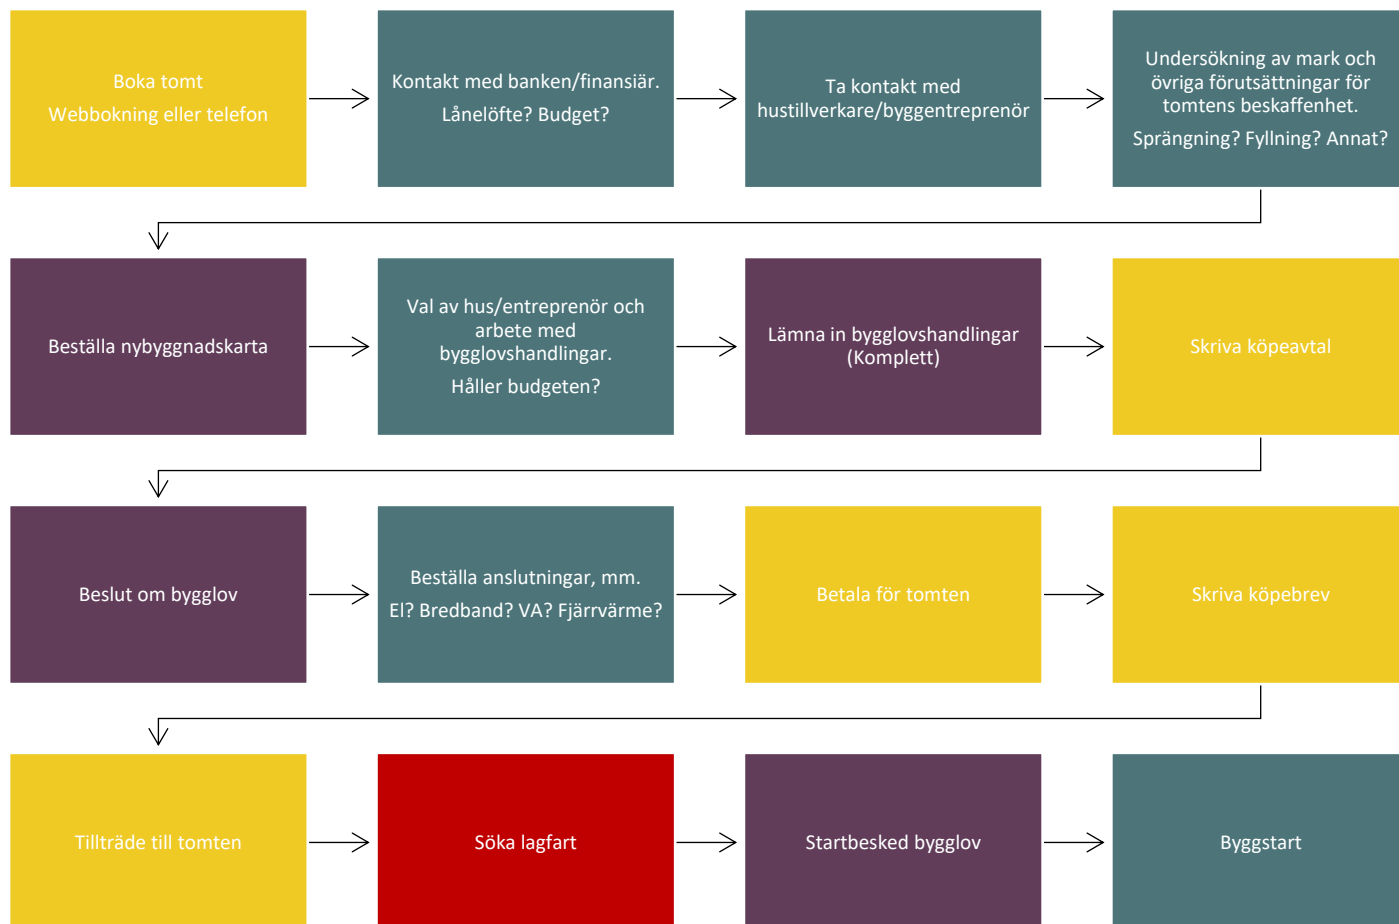 Boka tomt
Webbokning eller telefon
Kontakt med banken/finansiär.
Lånelöfte? Budget?
Ta kontakt med
hustillverkare/byggentreprenör
Undersökning av mark och
övriga förutsättningar för
tomtens beskaffenhet.
Sprängning? Fyllning? Annat?
Beställa nybyggnadskarta
Val av hus/entreprenör och
arbete med
bygglovshandlingar.
Håller budgeten?
Lämna in bygglovshandlingar
(Komplett)
Skriva köpeavtal
Beslut om bygglov
Beställa anslutningar, mm.
El? Bredband? VA? Fjärrvärme?
Betala för tomten
Skriva köpebrev
Tillträde till tomten
Söka lagfart
Startbesked bygglov
Byggstart